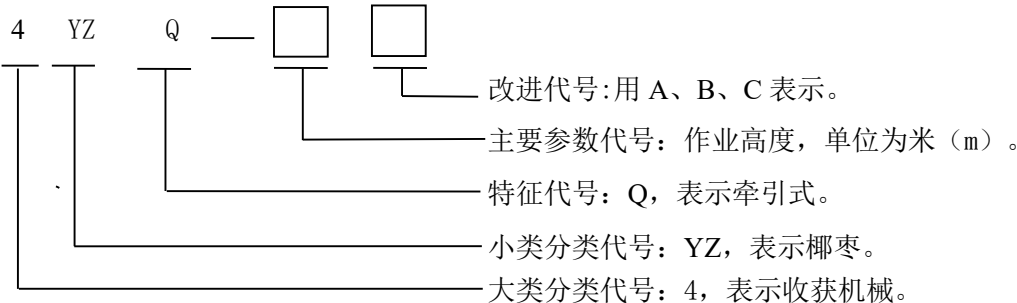 4 YZ Q —
改进代号:用 A、B、C 表示。
主要参数代号：作业高度，单位为米（m）。
特征代号：Q，表示牵引式。
小类分类代号：YZ，表示椰枣。
大类分类代号：4，表示收获机械。